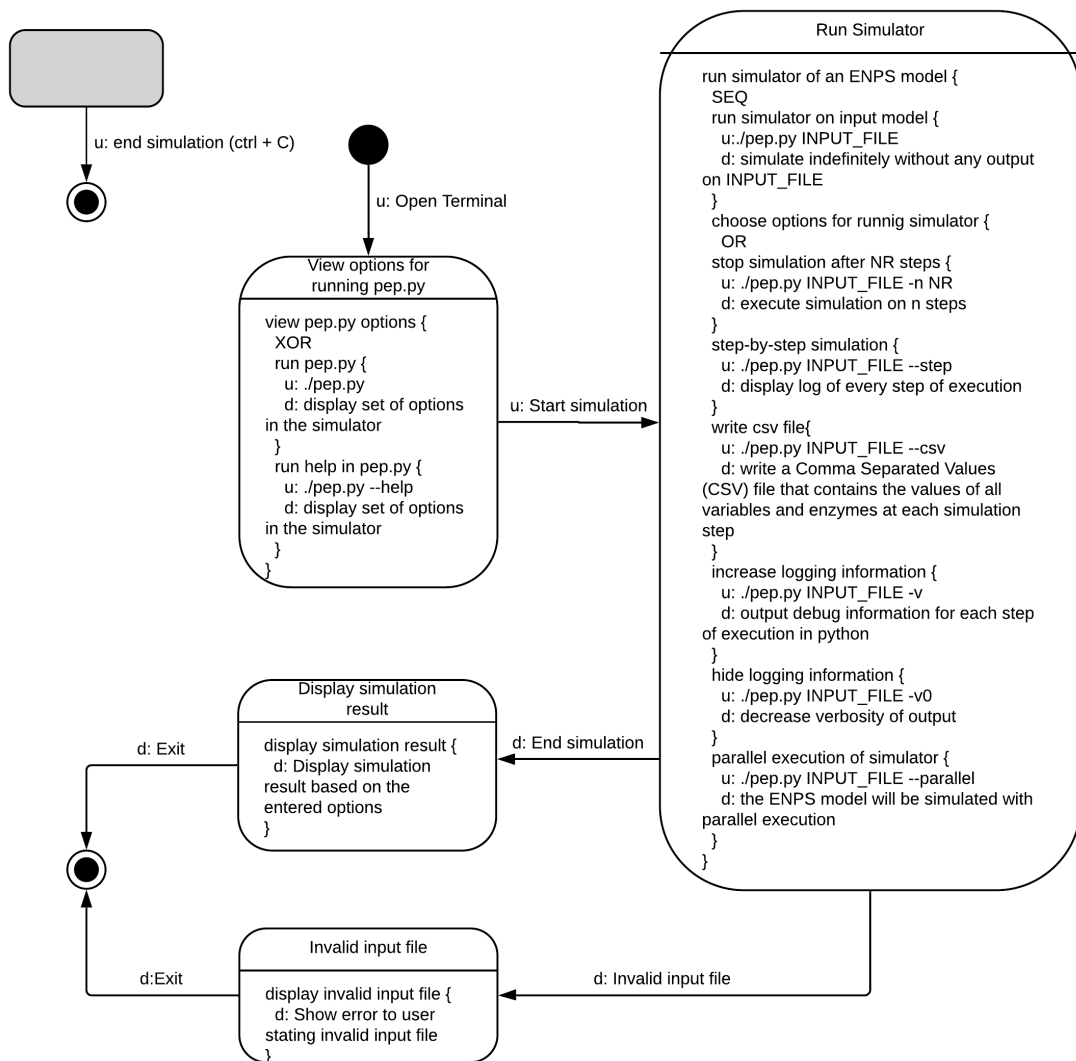 u: end simulation (ctrl + C)
u: Open Terminal
View options for
running pep.py
view pep.py options {
XOR
run pep.py {
u: ./pep.py
d: display set of options
in the simulator
}
run help in pep.py {
u: ./pep.py --help
d: display set of options
in the simulator
}
}
u: Start simulation
Run Simulator
run simulator of an ENPS model {
SEQ
run simulator on input model {
u:./pep.py INPUT_FILE
d: simulate indefinitely without any output
on INPUT_FILE
}
choose options for runnig simulator {
OR
stop simulation after NR steps {
u: ./pep.py INPUT_FILE -n NR
d: execute simulation on n steps
}
step-by-step simulation {
u: ./pep.py INPUT_FILE --step
d: display log of every step of execution
}
write csv file{
u: ./pep.py INPUT_FILE --csv
d: write a Comma Separated Values
(CSV) file that contains the values of all
variables and enzymes at each simulation
step
}
increase logging information {
u: ./pep.py INPUT_FILE -v
d: output debug information for each step
of execution in python
}
hide logging information {
u: ./pep.py INPUT_FILE -v0
d: decrease verbosity of output
}
parallel execution of simulator {
u: ./pep.py INPUT_FILE --parallel
d: the ENPS model will be simulated with
parallel execution
}
}
d: End simulation
Display simulation
result
display simulation result {
d: Display simulation
result based on the
entered options
}
d: Exit
d: Invalid input file
Invalid input file
display invalid input file {
d: Show error to user
stating invalid input file
}
d:Exit